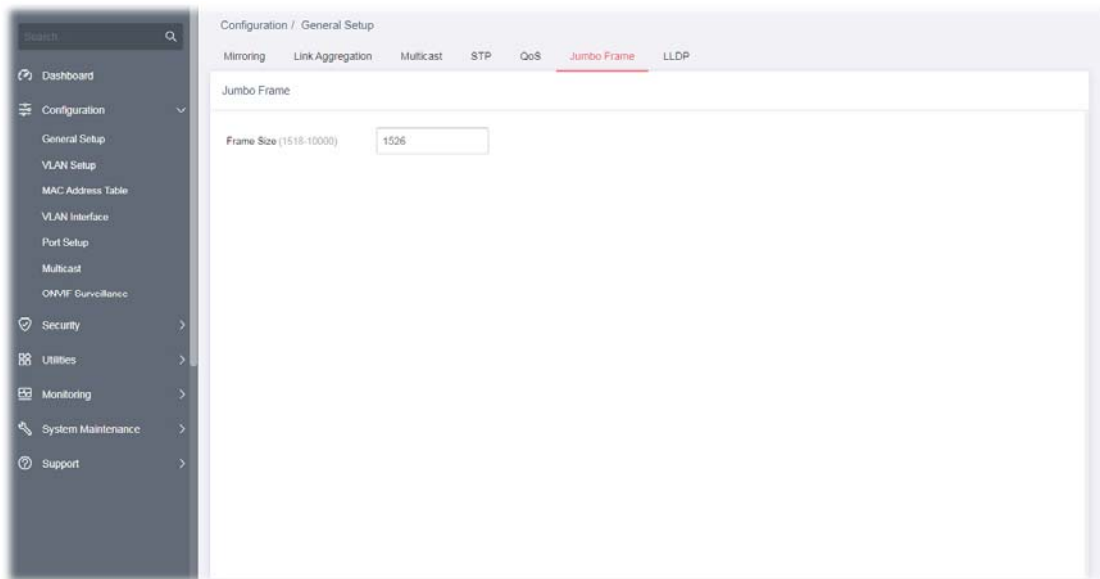 Search
Dashboard
Configuration
General Setup
VLAN Setup
MAC Address Table
VLAN Interface
Port Setup
Multicast
ONVIF Surveillance
Security
Utilities
Monitoring
System Maintenance
Support
Configuration / General Setup
Mirroring Link Aggregation Multicast STP QoS Jumbo Frame LLDP
Jumbo Frame
Frame Size (1518-10000) 1526